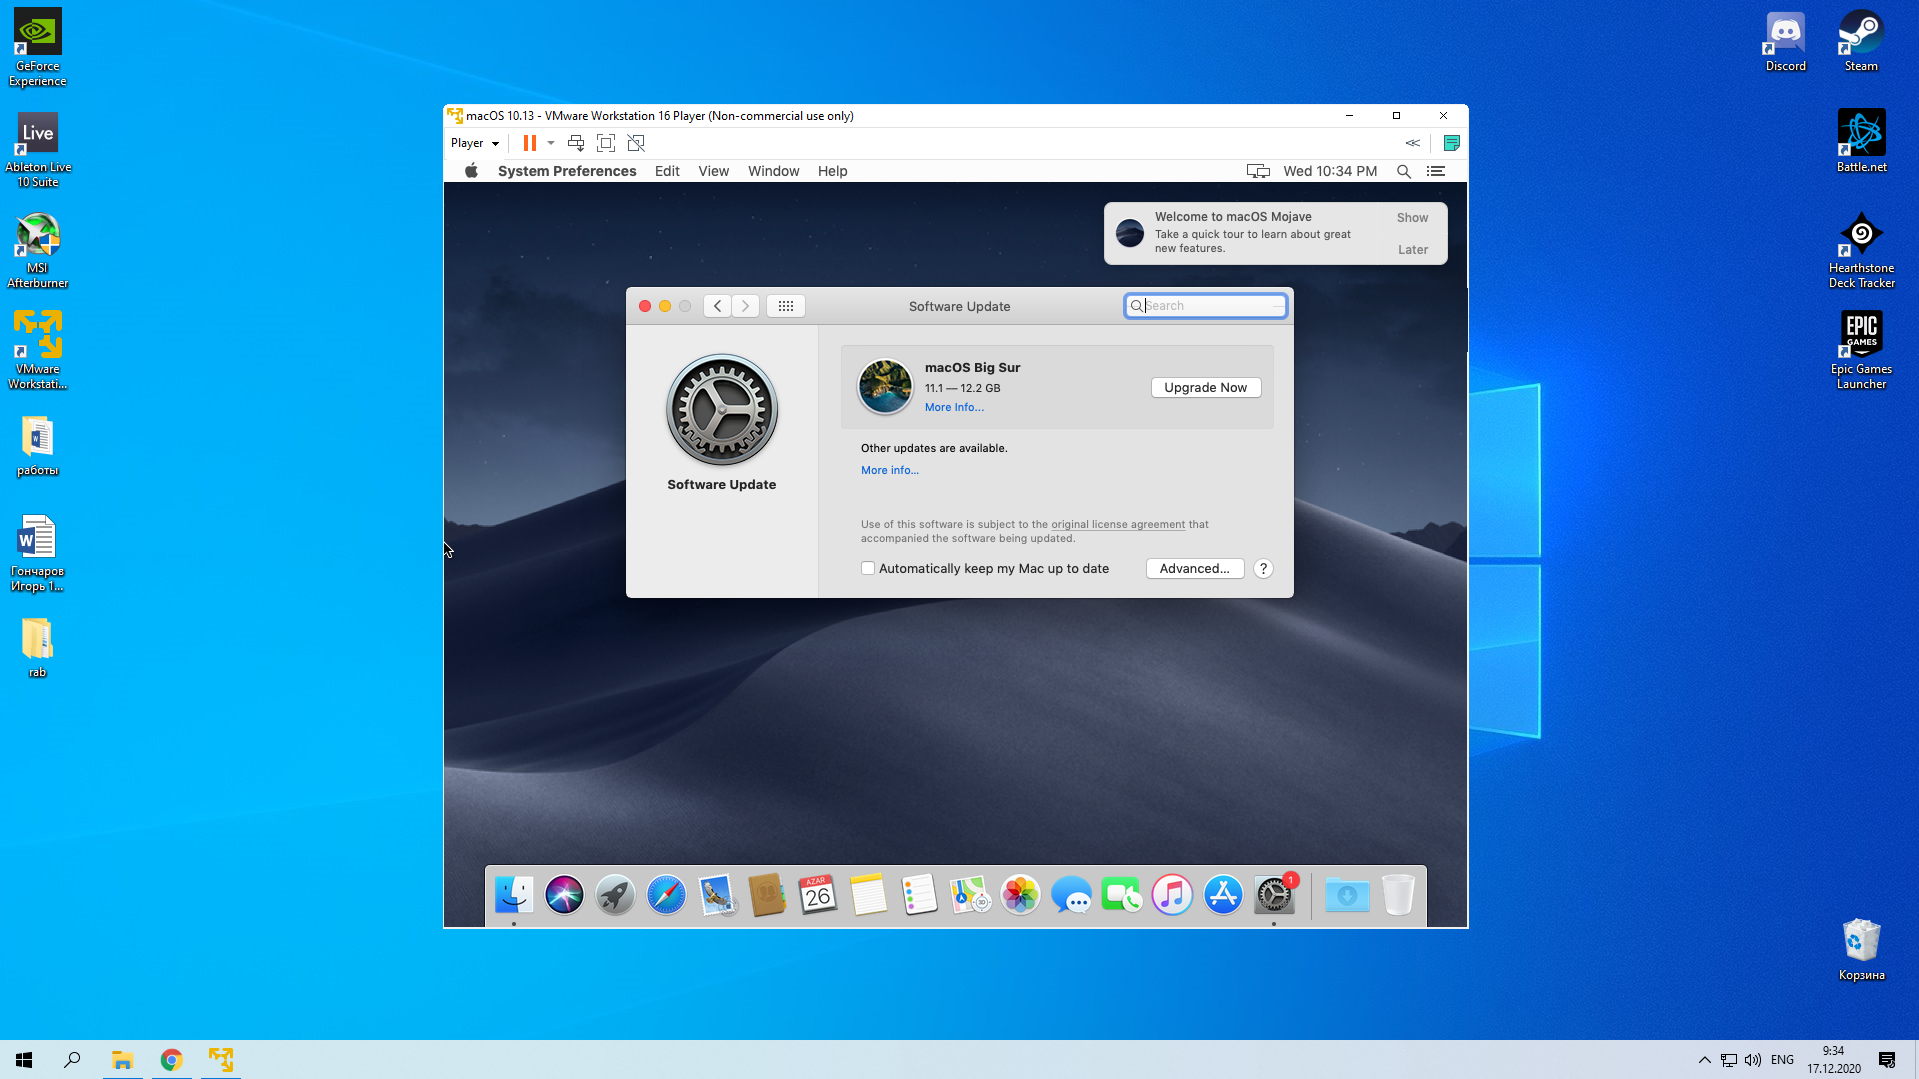 GeForce
Experience
Live
Ableton Live
10 Suite
MSI
Afterburner
VMware
Workstati...
W
работы
W
Гончаров
Игорь 1...
rab
Discord
Steam
Battle.net
Hearthstone
Deck Tracker
EPIC
GAMES
Epic Games
Launcher
Корзина
macOS 10.13 - VMware Workstation 16 Player (Non-commercial use only)
Player
System Preferences Edit View Window Help
Wed 10:34 PM
Welcome to macOS Mojave
Take a quick tour to learn about great
new features.
Show
Later
Software Update
Search
Software Update
macOS Big Sur
11.1 — 12.2 GB
More Info...
Upgrade Now
Other updates are available.
More info...
Use of this software is subject to the original license agreement that
accompanied the software being updated.
Automatically keep my Mac up to date
Advanced...
?
AZAR
26
3D
1
ENG
9:34
17.12.2020